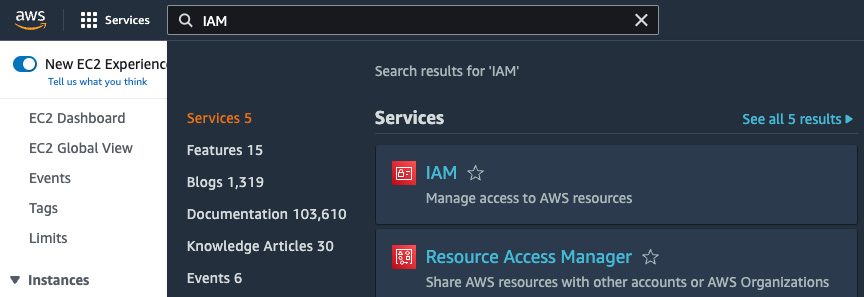 aws
Services
IAM
New EC2 Experienc
Tell us what you think
EC2 Dashboard
EC2 Global View
Events
Tags
Limits
Instances
Search results for 'IAM'
Services 5
Features 15
Blogs 1,319
Documentation 103,610
Knowledge Articles 30
Events 6
Services
See all 5 results
IAM
Manage access to AWS resources
Resource Access Manager
Share AWS resources with other accounts or AWS Organizations